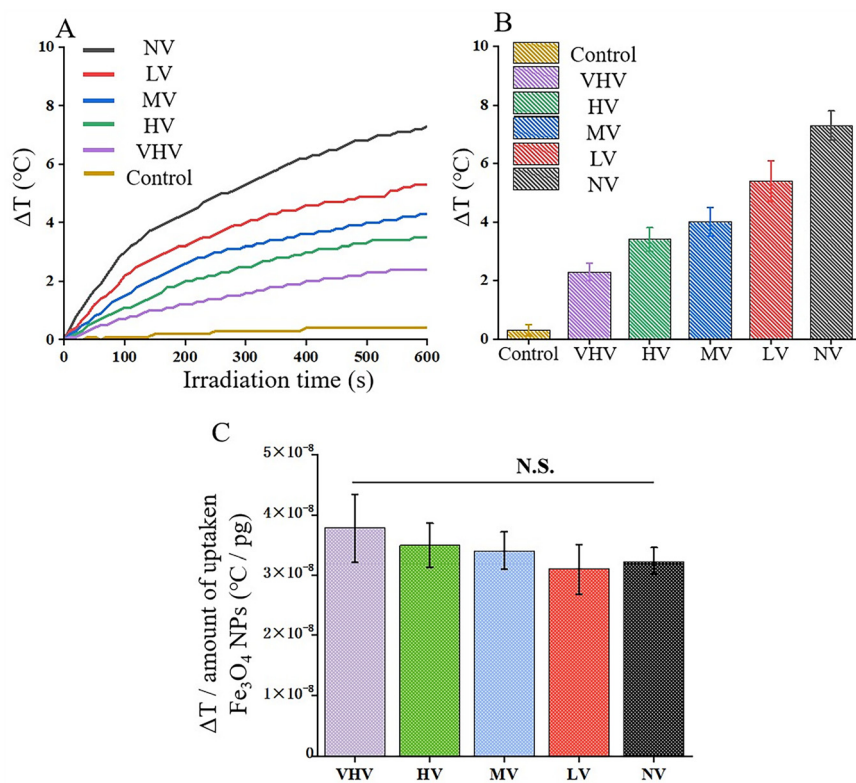 A
10
8
6
4
2
0
ΔT (℃)
NV
LV
MV
HV
VHV
Control
0 100 200 300 400 500 600
Irradiation time (s)
B
10
8
6
4
2
0
ΔT (℃)
Control
VHV
HV
MV
LV
NV
Control VHV HV MV LV NV
C
5×10⁻⁸
4×10⁻⁸
3×10⁻⁸
2×10⁻⁸
1×10⁻⁸
0
ΔT / amount of uptaken
Fe₃O₄ NPs (℃ / pg)
N.S.
VHV HV MV LV NV